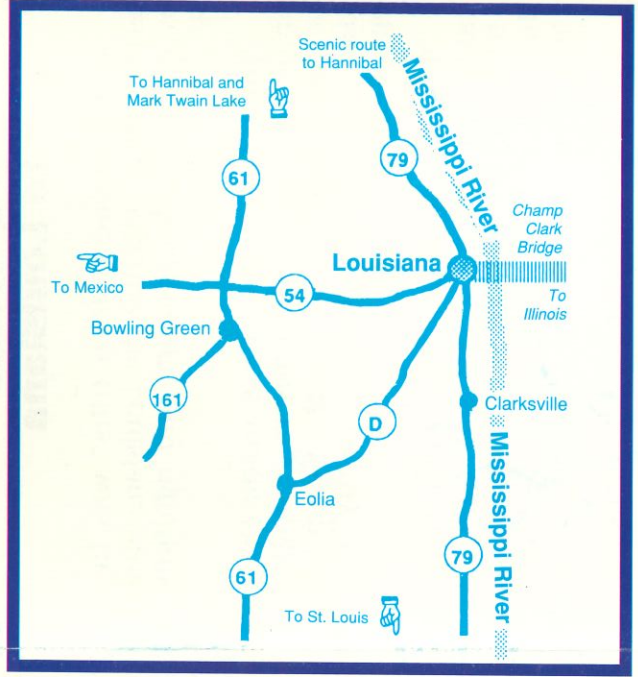 Scenic route
to Hannibal
Mississippi River
To Hannibal and
Mark Twain Lake
79
61
Champ
Clark
Bridge
Louisiana
To Mexico
54
To
Illinois
Bowling Green
161
Clarksville
D
Mississippi River
Eolia
79
61
To St. Louis